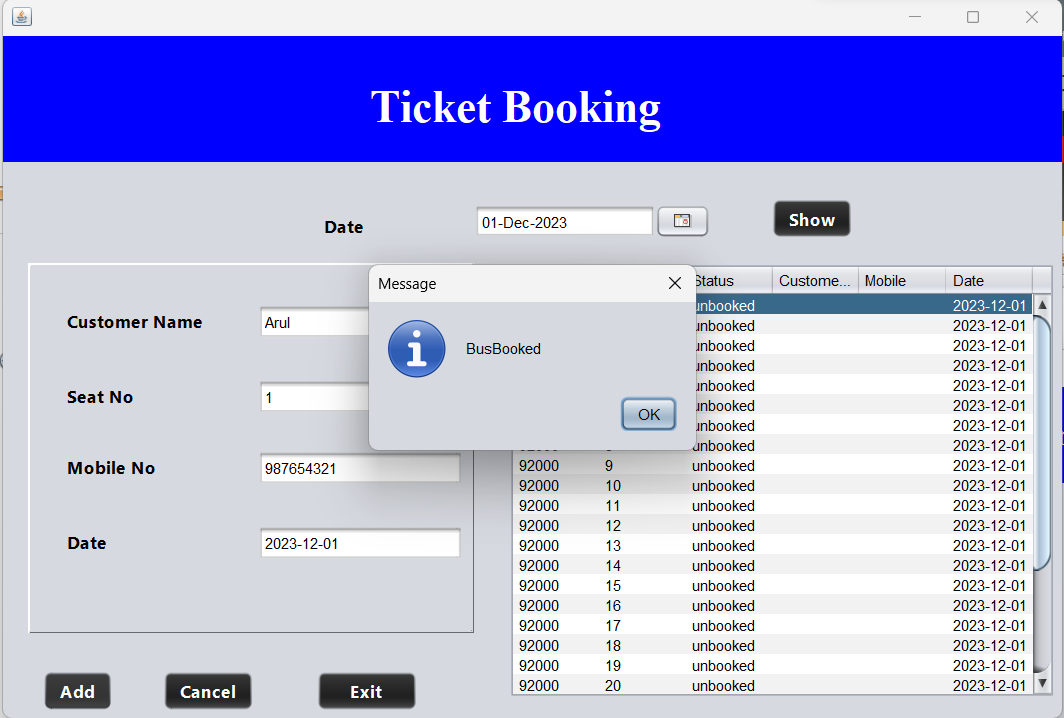 Ticket Booking
Date 01-Dec-2023 Show
Message
BusBooked
OK
Customer Name Arul
Seat No 1
Mobile No 987654321
Date 2023-12-01
Status Custome... Mobile Date
unbooked 2023-12-01
unbooked 2023-12-01
unbooked 2023-12-01
unbooked 2023-12-01
unbooked 2023-12-01
unbooked 2023-12-01
unbooked 2023-12-01
unbooked 2023-12-01
92000 9 unbooked 2023-12-01
92000 10 unbooked 2023-12-01
92000 11 unbooked 2023-12-01
92000 12 unbooked 2023-12-01
92000 13 unbooked 2023-12-01
92000 14 unbooked 2023-12-01
92000 15 unbooked 2023-12-01
92000 16 unbooked 2023-12-01
92000 17 unbooked 2023-12-01
92000 18 unbooked 2023-12-01
92000 19 unbooked 2023-12-01
92000 20 unbooked 2023-12-01
Add Cancel Exit